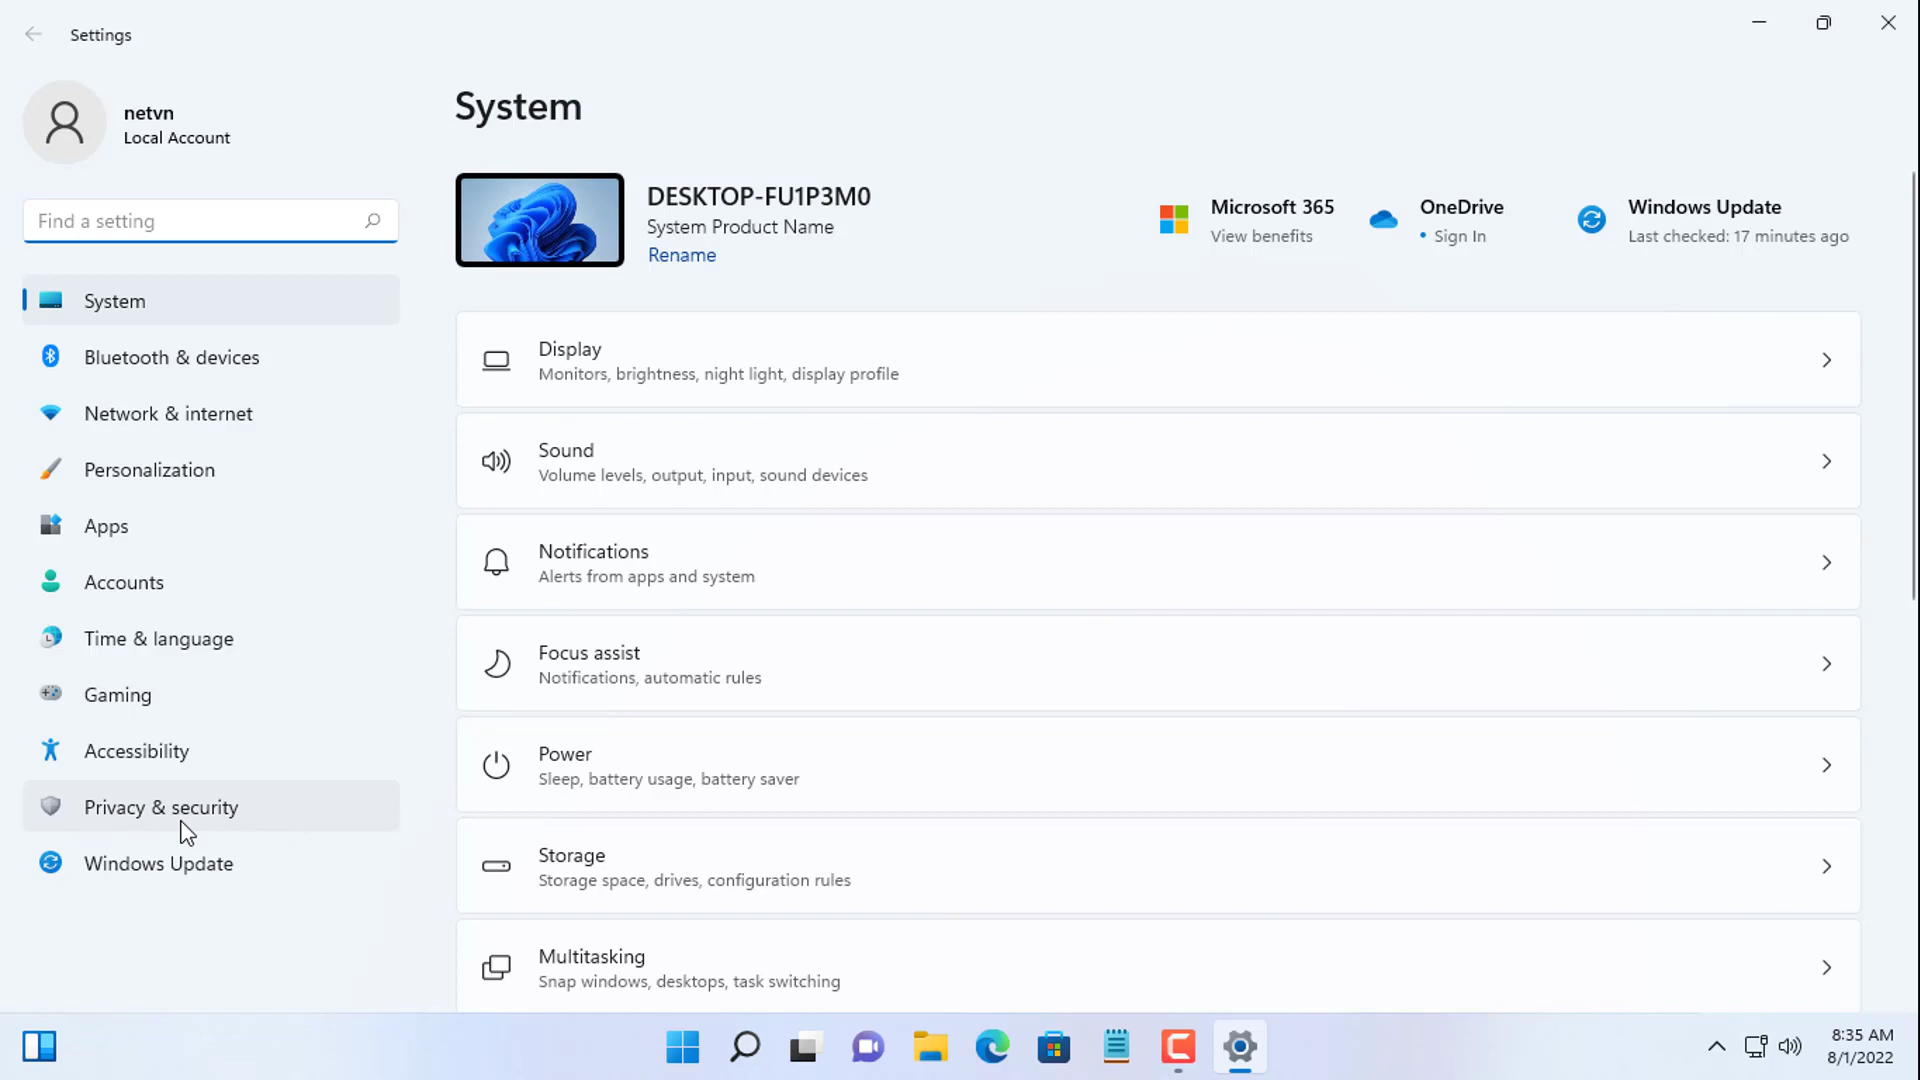 Settings
netvn
Local Account
Find a setting
System
Bluetooth & devices
Network & internet
Personalization
Apps
Accounts
Time & language
Gaming
Accessibility
Privacy & security
Windows Update
System
DESKTOP-FU1P3M0
System Product Name
Rename
Microsoft 365
View benefits
OneDrive
• Sign In
Windows Update
Last checked: 17 minutes ago
Display
Monitors, brightness, night light, display profile
Sound
Volume levels, output, input, sound devices
Notifications
Alerts from apps and system
Focus assist
Notifications, automatic rules
Power
Sleep, battery usage, battery saver
Storage
Storage space, drives, configuration rules
Multitasking
Snap windows, desktops, task switching
8:35 AM
8/1/2022